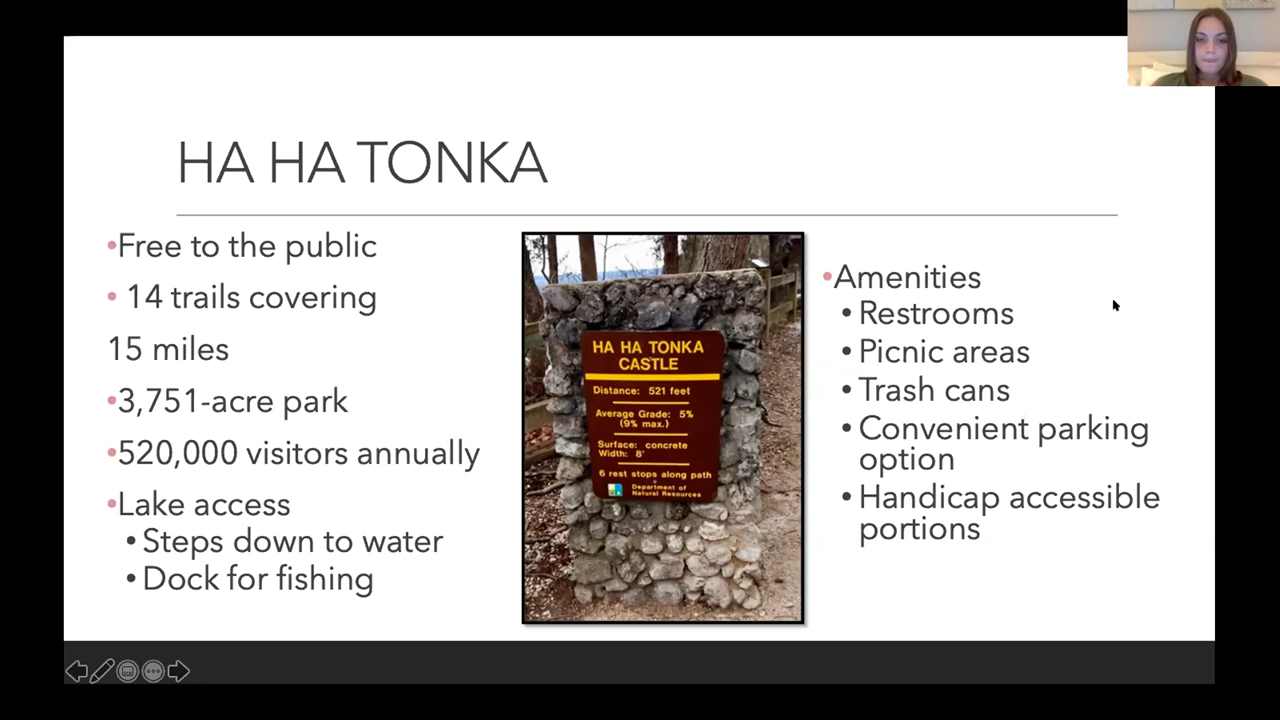 HA HA TONKA
•Free to the public
• 14 trails covering
15 miles
•3,751-acre park
•520,000 visitors annually
•Lake access
• Steps down to water
• Dock for fishing
HA HA TONKA
CASTLE
Distance: 521 feet
Average Grade: 5%
(9% max.)
Surface: concrete
Width: 8'
6 rest stops along path
Department of
Natural Resources
•Amenities
• Restrooms
• Picnic areas
• Trash cans
• Convenient parking
option
• Handicap accessible
portions